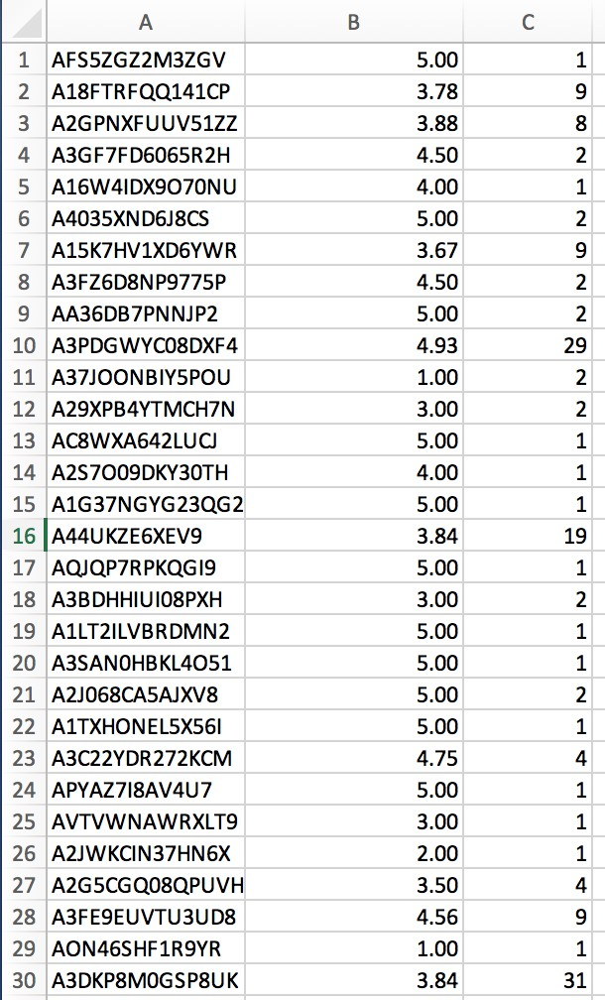 A B C
1 AFS5ZGZ2M3ZGV 5.00 1
2 A18FTRFQQ141CP 3.78 9
3 A2GPNXFUUV51ZZ 3.88 8
4 A3GF7FD6065R2H 4.50 2
5 A16W4IDX9O70NU 4.00 1
6 A4035XND6J8CS 5.00 2
7 A15K7HV1XD6YWR 3.67 9
8 A3FZ6D8NP9775P 4.50 2
9 AA36DB7PNNJP2 5.00 2
10 A3PDGWYC08DXF4 4.93 29
11 A37JOONBIY5POU 1.00 2
12 A29XPB4YTMCH7N 3.00 2
13 AC8WXA642LUCJ 5.00 1
14 A2S7O09DKY30TH 4.00 1
15 A1G37NGYG23QG2 5.00 1
16 A44UKZE6XEV9 3.84 19
17 AQJQP7RPKQGI9 5.00 1
18 A3BDHHIUI08PXH 3.00 2
19 A1LT2ILVBRDMN2 5.00 1
20 A3SAN0HBKL4O51 5.00 1
21 A2J068CA5AJXV8 5.00 2
22 A1TXHONEL5X56I 5.00 1
23 A3C22YDR272KCM 4.75 4
24 APYAZ7I8AV4U7 5.00 1
25 AVTVWNAWRXLT9 3.00 1
26 A2JWKCIN37HN6X 2.00 1
27 A2G5CGQ08QPUVH 3.50 4
28 A3FE9EUVTU3UD8 4.56 9
29 AON46SHF1R9YR 1.00 1
30 A3DKP8M0GSP8UK 3.84 31